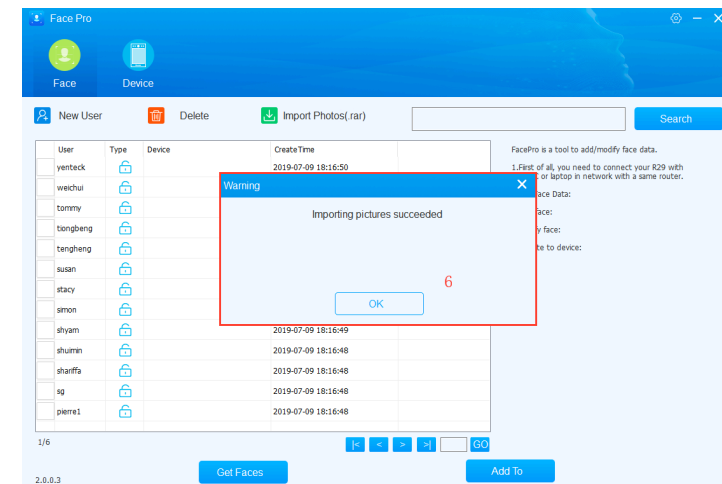 Face Pro
Face Device
New User Delete Import Photos(.rar) Search
User Type Device CreateTime
yenteck 2019-07-09 18:16:50
weichui
tommy
tiongbeng
tengheng
susan
stacy
simon
shyam 2019-07-09 18:16:49
shuimin 2019-07-09 18:16:48
shariffa 2019-07-09 18:16:48
sg 2019-07-09 18:16:48
pierre1 2019-07-09 18:16:48
Warning
Importing pictures succeeded
6
OK
FacePro is a tool to add/modify face data.
1.First of all, you need to connect your R29 with
or laptop in network with a same router.
ace Data:
face:
y face:
te to device:
1/6 |< < > >| GO
Get Faces Add To
2.0.0.3